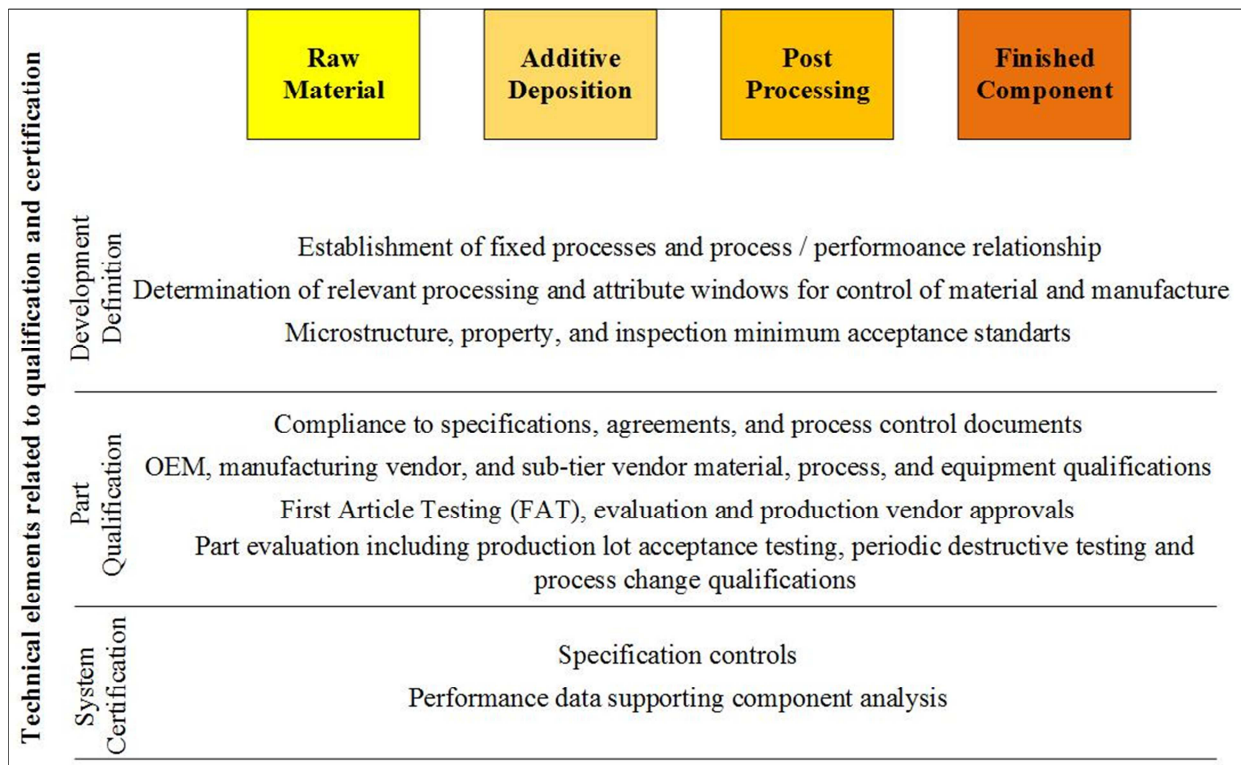 Technical elements related to qualification and certification
Raw
Material
Additive
Deposition
Post
Processing
Finished
Component
Development
Definition
Establishment of fixed processes and process / performoance relationship
Determination of relevant processing and attribute windows for control of material and manufacture
Microstructure, property, and inspection minimum acceptance standarts
Part
Qualification
Compliance to specifications, agreements, and process control documents
OEM, manufacturing vendor, and sub-tier vendor material, process, and equipment qualifications
First Article Testing (FAT), evaluation and production vendor approvals
Part evaluation including production lot acceptance testing, periodic destructive testing and
process change qualifications
System
Certification
Specification controls
Performance data supporting component analysis